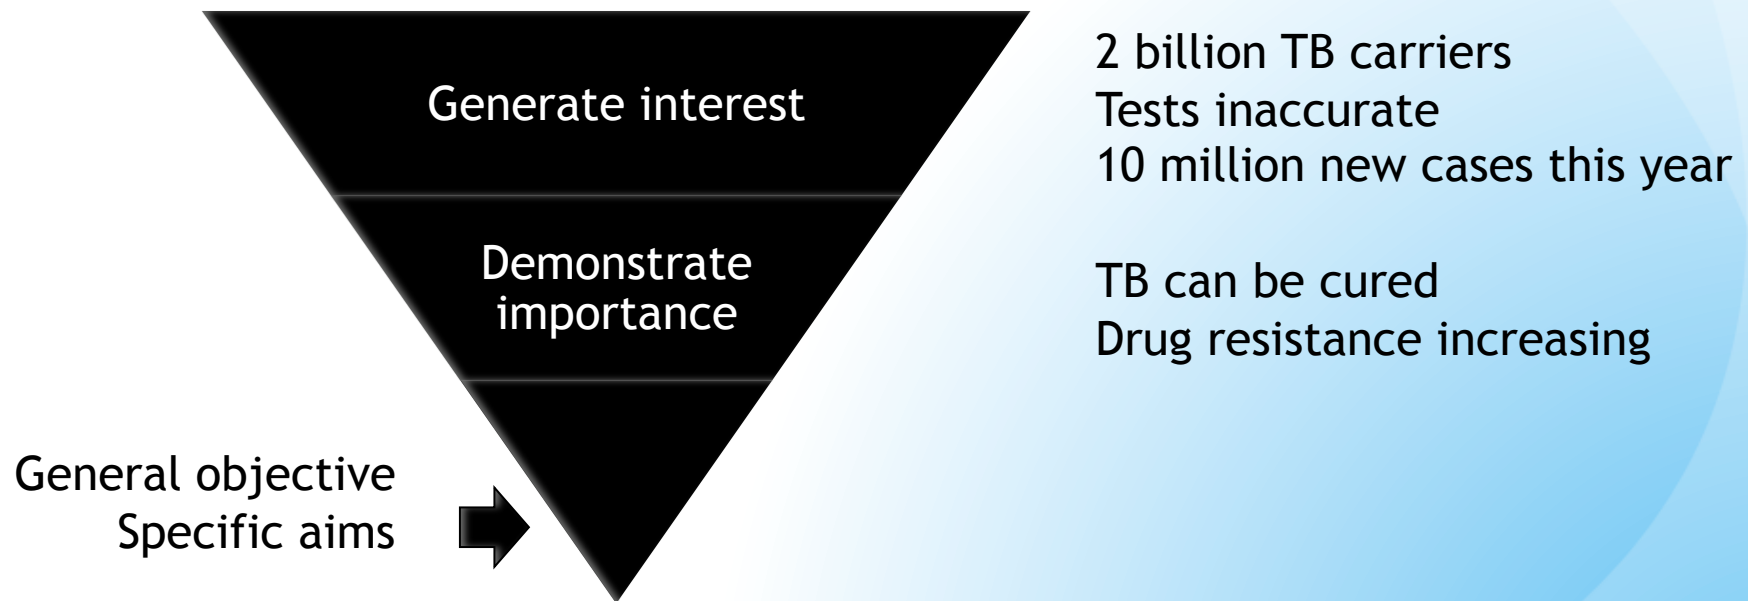 Generate interest
2 billion TB carriers
Tests inaccurate
10 million new cases this year
Demonstrate
importance
TB can be cured
Drug resistance increasing
General objective
Specific aims